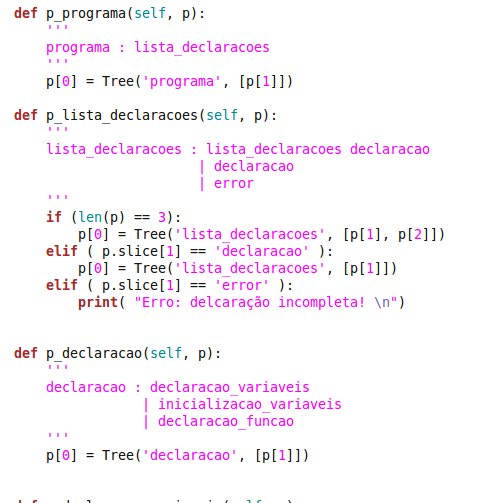 def p_programa(self, p):
'''
programa : lista_declaracoes
'''
p[0] = Tree('programa', [p[1]])
def p_lista_declaracoes(self, p):
'''
lista_declaracoes : lista_declaracoes declaracao
| declaracao
| error
'''
if (len(p) == 3):
p[0] = Tree('lista_declaracoes', [p[1], p[2]])
elif ( p.slice[1] == 'declaracao' ):
p[0] = Tree('lista_declaracoes', [p[1]])
elif ( p.slice[1] == 'error' ):
print( "Erro: delcaração incompleta! \n")
def p_declaracao(self, p):
'''
declaracao : declaracao_variaveis
| inicializacao_variaveis
| declaracao_funcao
'''
p[0] = Tree('declaracao', [p[1]])